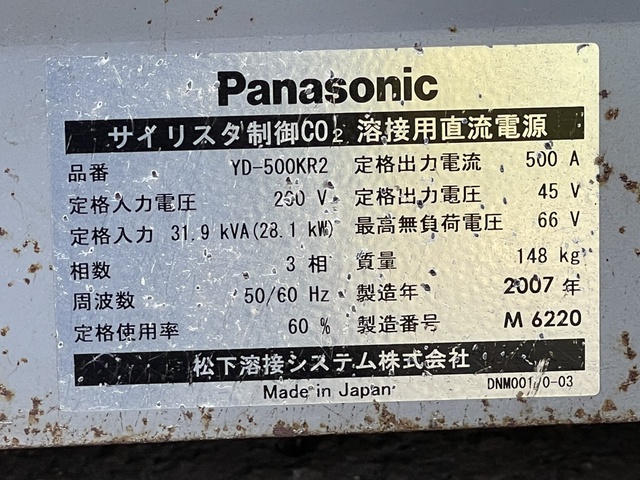 Panasonic
サイリスタ制御CO₂ 溶接用直流電源
品番 YD-500KR2 定格出力電流 500 A
定格入力電圧 V 定格出力電圧 45 V
定格入力 31.9 kVA(28.1 kW) 最高無負荷電圧 66 V
相数 3 相 質量 148 kg
周波数 50/60 Hz 製造年 2007 年
定格使用率 60 % 製造番号 M 6220
松下溶接システム株式会社
Made in Japan